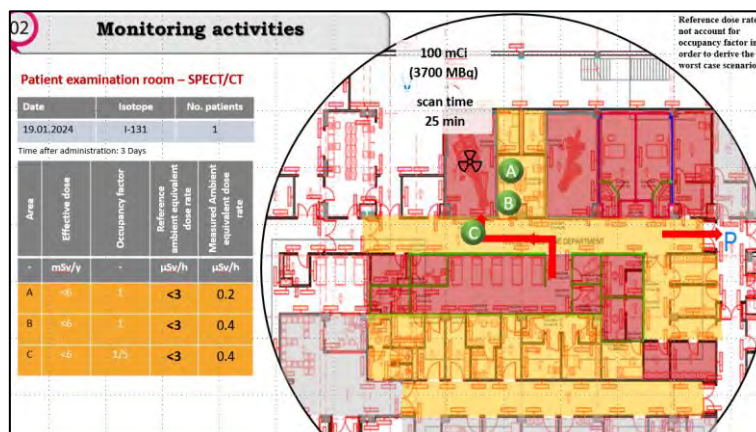 02
Monitoring activities
Reference dose rate
not account for
occupancy factor in
order to derive the
worst case scenario
Patient examination room – SPECT/CT
100 mCi
(3700 MBq)
scan time
25 min
Date Isotope No. patients
19.01.2024 I-131 1
Time after administration: 3 Days
Area Effective dose Occupancy factor Reference ambient equivalent dose rate Measured Ambient equivalent dose rate
- mSv/y - μSv/h μSv/h
A <6 1 <3 0.2
B <6 1 <3 0.4
C <6 1/5 <3 0.4
A
B
C
DEPARTMENT
P